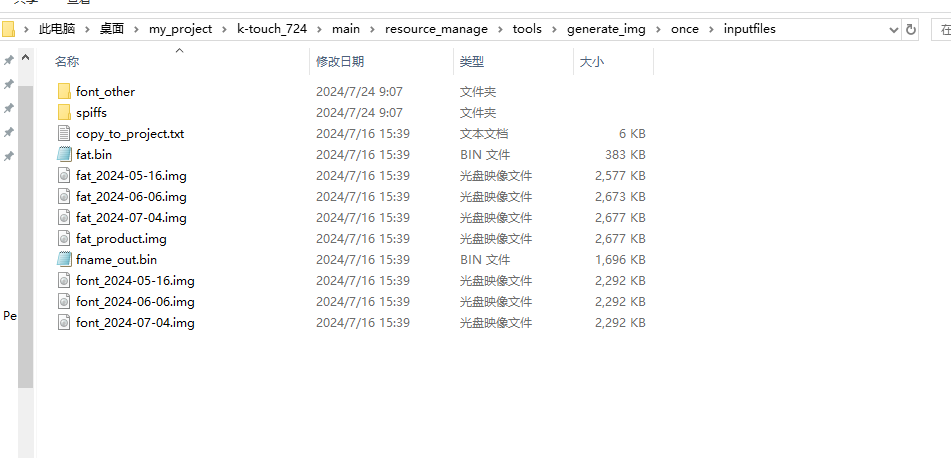 共享 查看
此电脑 > 桌面 > my_project > k-touch_724 > main > resource_manage > tools > generate_img > once > inputfiles 在
名称 修改日期 类型 大小
font_other 2024/7/24 9:07 文件夹
spiffs 2024/7/24 9:07 文件夹
copy_to_project.txt 2024/7/16 15:39 文本文档 6 KB
fat.bin 2024/7/16 15:39 BIN 文件 383 KB
fat_2024-05-16.img 2024/7/16 15:39 光盘映像文件 2,577 KB
fat_2024-06-06.img 2024/7/16 15:39 光盘映像文件 2,673 KB
fat_2024-07-04.img 2024/7/16 15:39 光盘映像文件 2,677 KB
fat_product.img 2024/7/16 15:39 光盘映像文件 2,677 KB
fname_out.bin 2024/7/16 15:39 BIN 文件 1,696 KB
font_2024-05-16.img 2024/7/16 15:39 光盘映像文件 2,292 KB
font_2024-06-06.img 2024/7/16 15:39 光盘映像文件 2,292 KB
Pe
font_2024-07-04.img 2024/7/16 15:39 光盘映像文件 2,292 KB